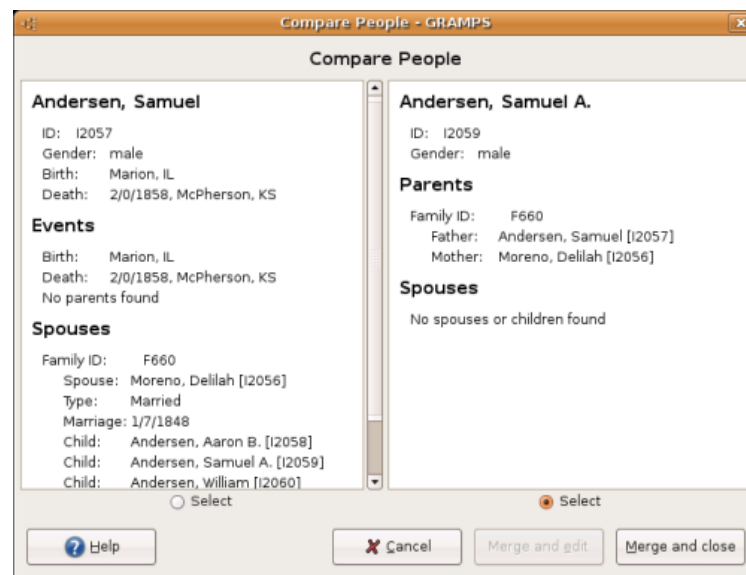 Compare People - GRAMPS
Compare People
Andersen, Samuel
ID: I2057
Gender: male
Birth: Marion, IL
Death: 2/0/1858, McPherson, KS
Events
Birth: Marion, IL
Death: 2/0/1858, McPherson, KS
No parents found
Spouses
Family ID: F660
Spouse: Moreno, Delilah [I2056]
Type: Married
Marriage: 1/7/1848
Child: Andersen, Aaron B. [I2058]
Child: Andersen, Samuel A. [I2059]
Child: Andersen, William [I2060]
Select
Andersen, Samuel A.
ID: I2059
Gender: male
Parents
Family ID: F660
Father: Andersen, Samuel [I2057]
Mother: Moreno, Delilah [I2056]
Spouses
No spouses or children found
Select
Help
Cancel
Merge and edit
Merge and close